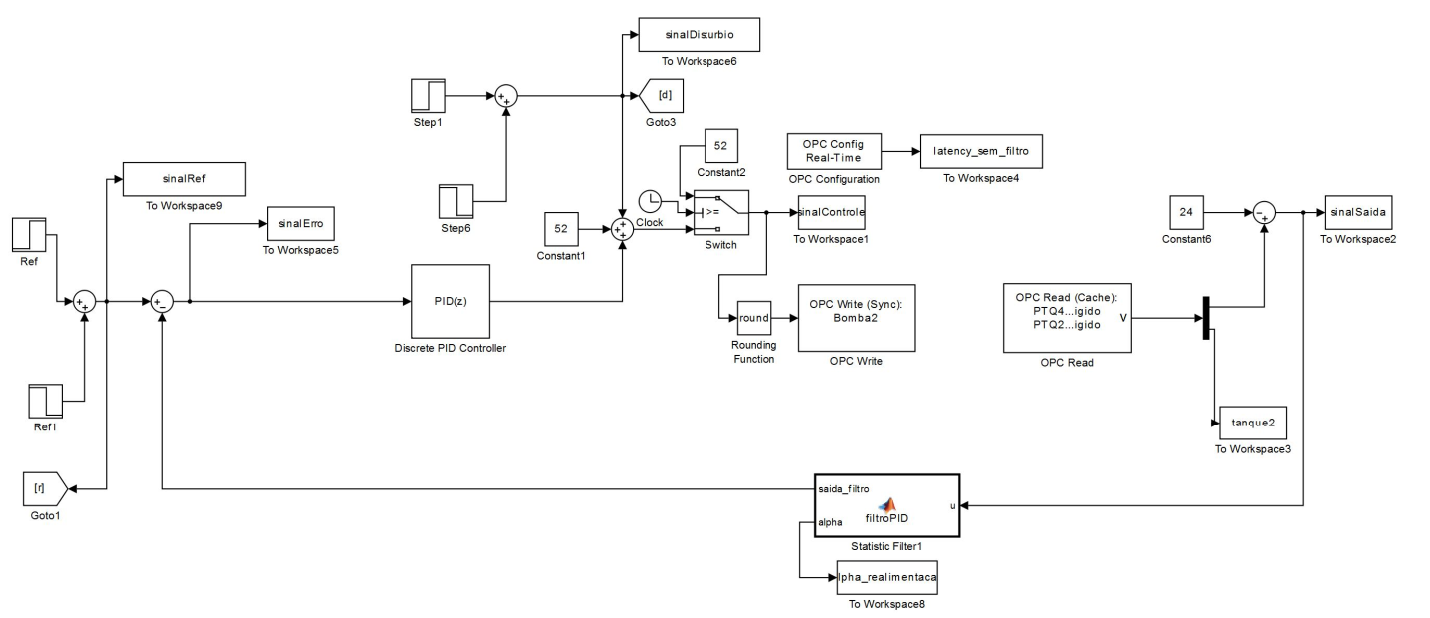 sinalDisurbio
To Workspace6
Step1
[d]
Goto3
52
Constant2
OPC Config
Real-Time
OPC Configuration
latency_sem_filtro
To Workspace4
sinalRef
To Workspace9
sinalErro
To Workspace5
Ref
Step6
52
Constant1
Clock
>=
Switch
sinalControle
To Workspace1
24
Constant6
sinalSaida
To Workspace2
PID(z)
Discrete PID Controller
round
Rounding
Function
OPC Write (Sync):
Bomba2
OPC Write
OPC Read (Cache):
PTQ4...igido
PTQ2...igido
V
OPC Read
tanque2
To Workspace3
Ref1
[r]
Goto1
saida_filtro
alpha
u
filtroPID
Statistic Filter1
lpha_realimentaca
To Workspace8